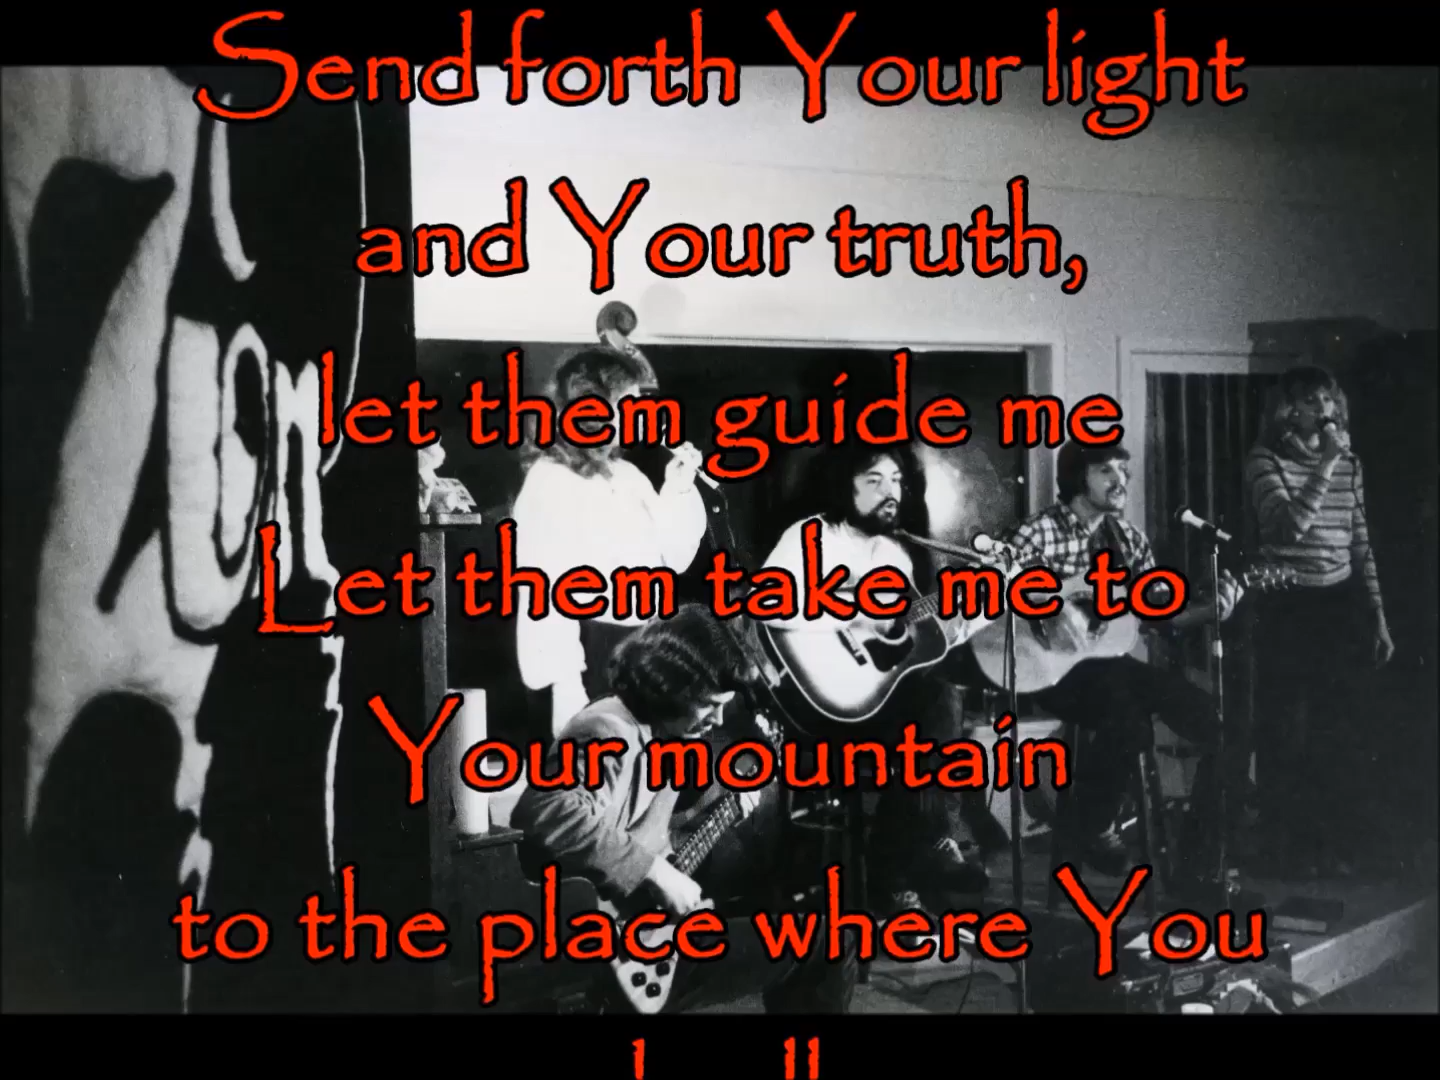 Send forth Your light
and Your truth,
let them guide me
Let them take me to
Your mountain
to the place where You